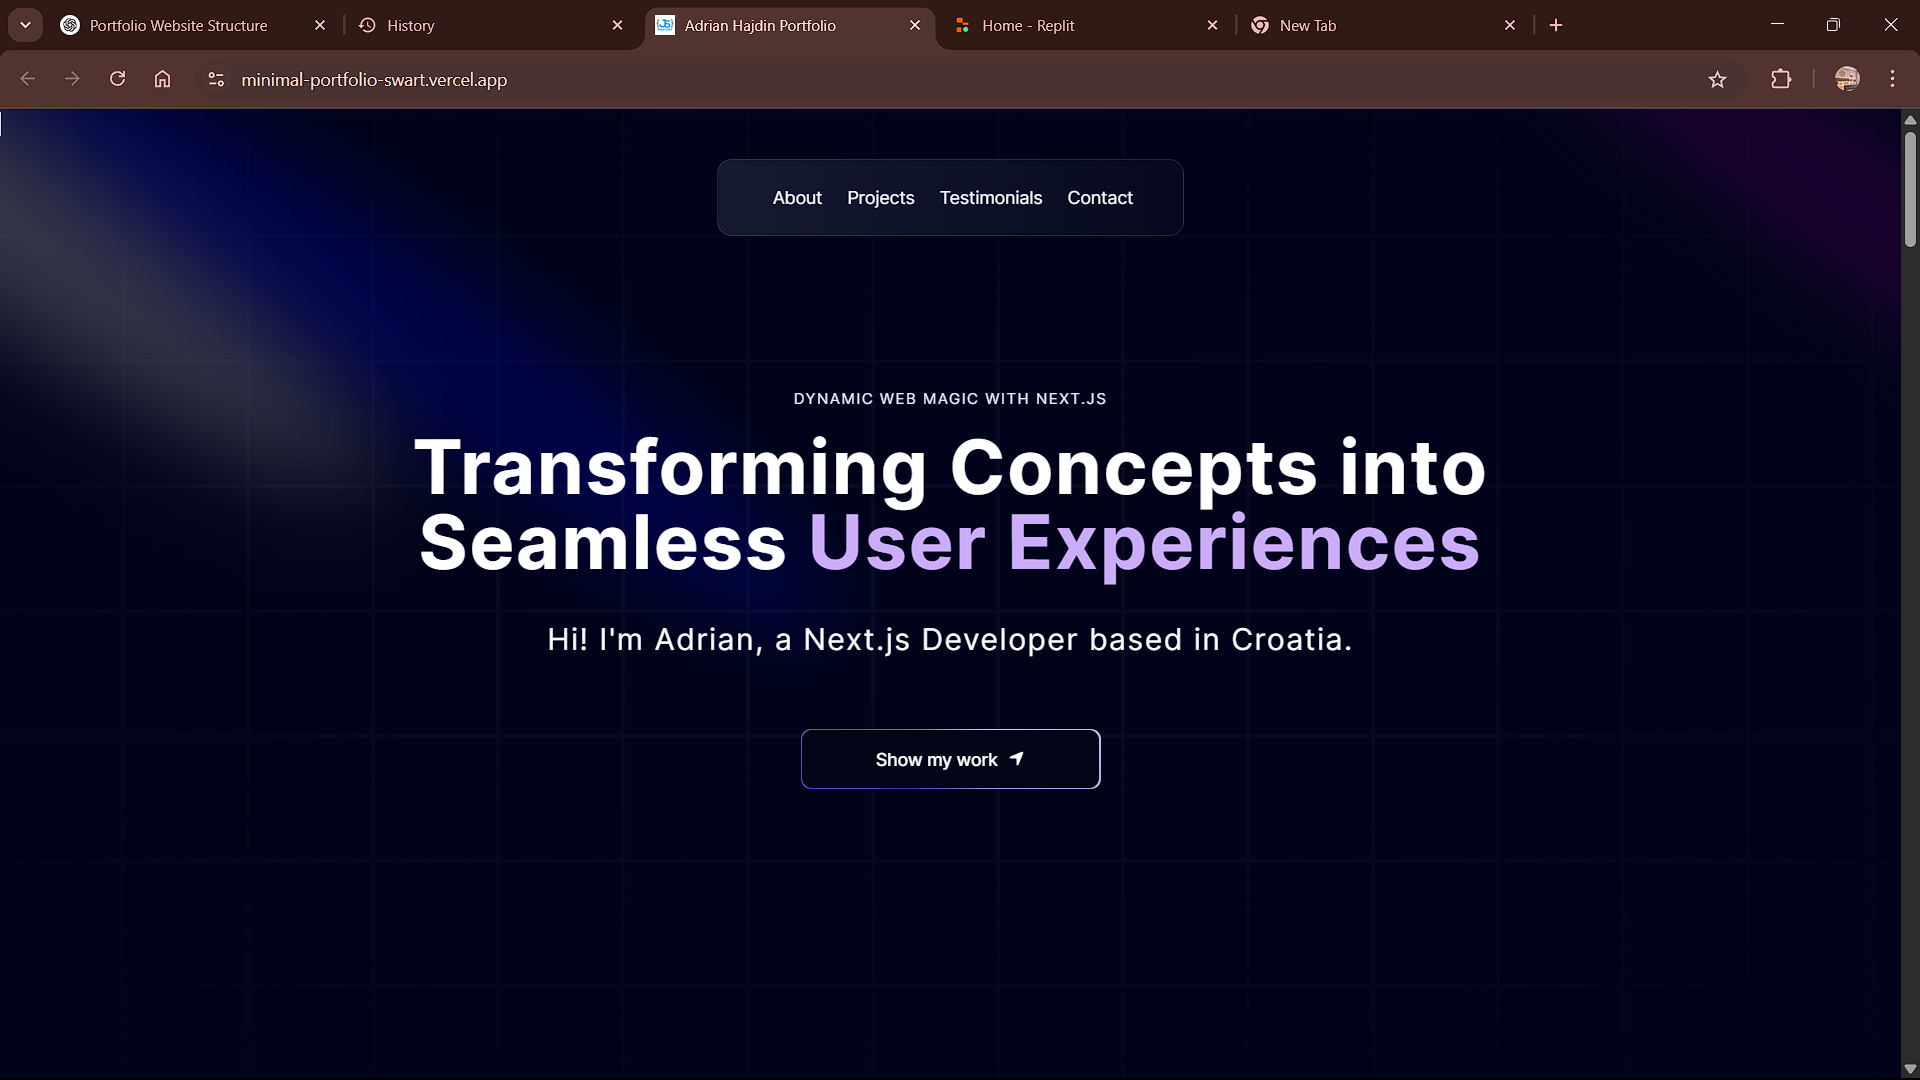 Portfolio Website Structure
History
Adrian Hajdin Portfolio
Home - Replit
New Tab
minimal-portfolio-swart.vercel.app
About Projects Testimonials Contact
DYNAMIC WEB MAGIC WITH NEXT.JS
Transforming Concepts into
Seamless User Experiences
Hi! I'm Adrian, a Next.js Developer based in Croatia.
Show my work